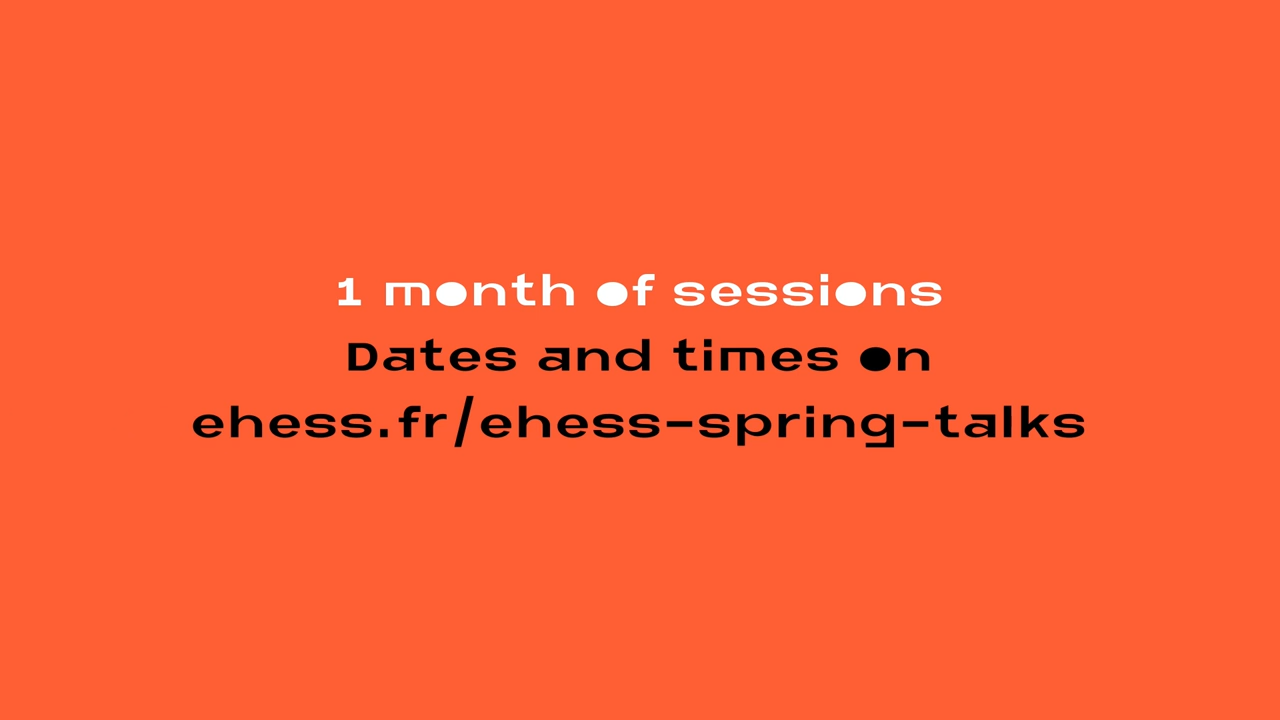 1 month of sessions
Dates and times on
ehess.fr/ehess-spring-talks